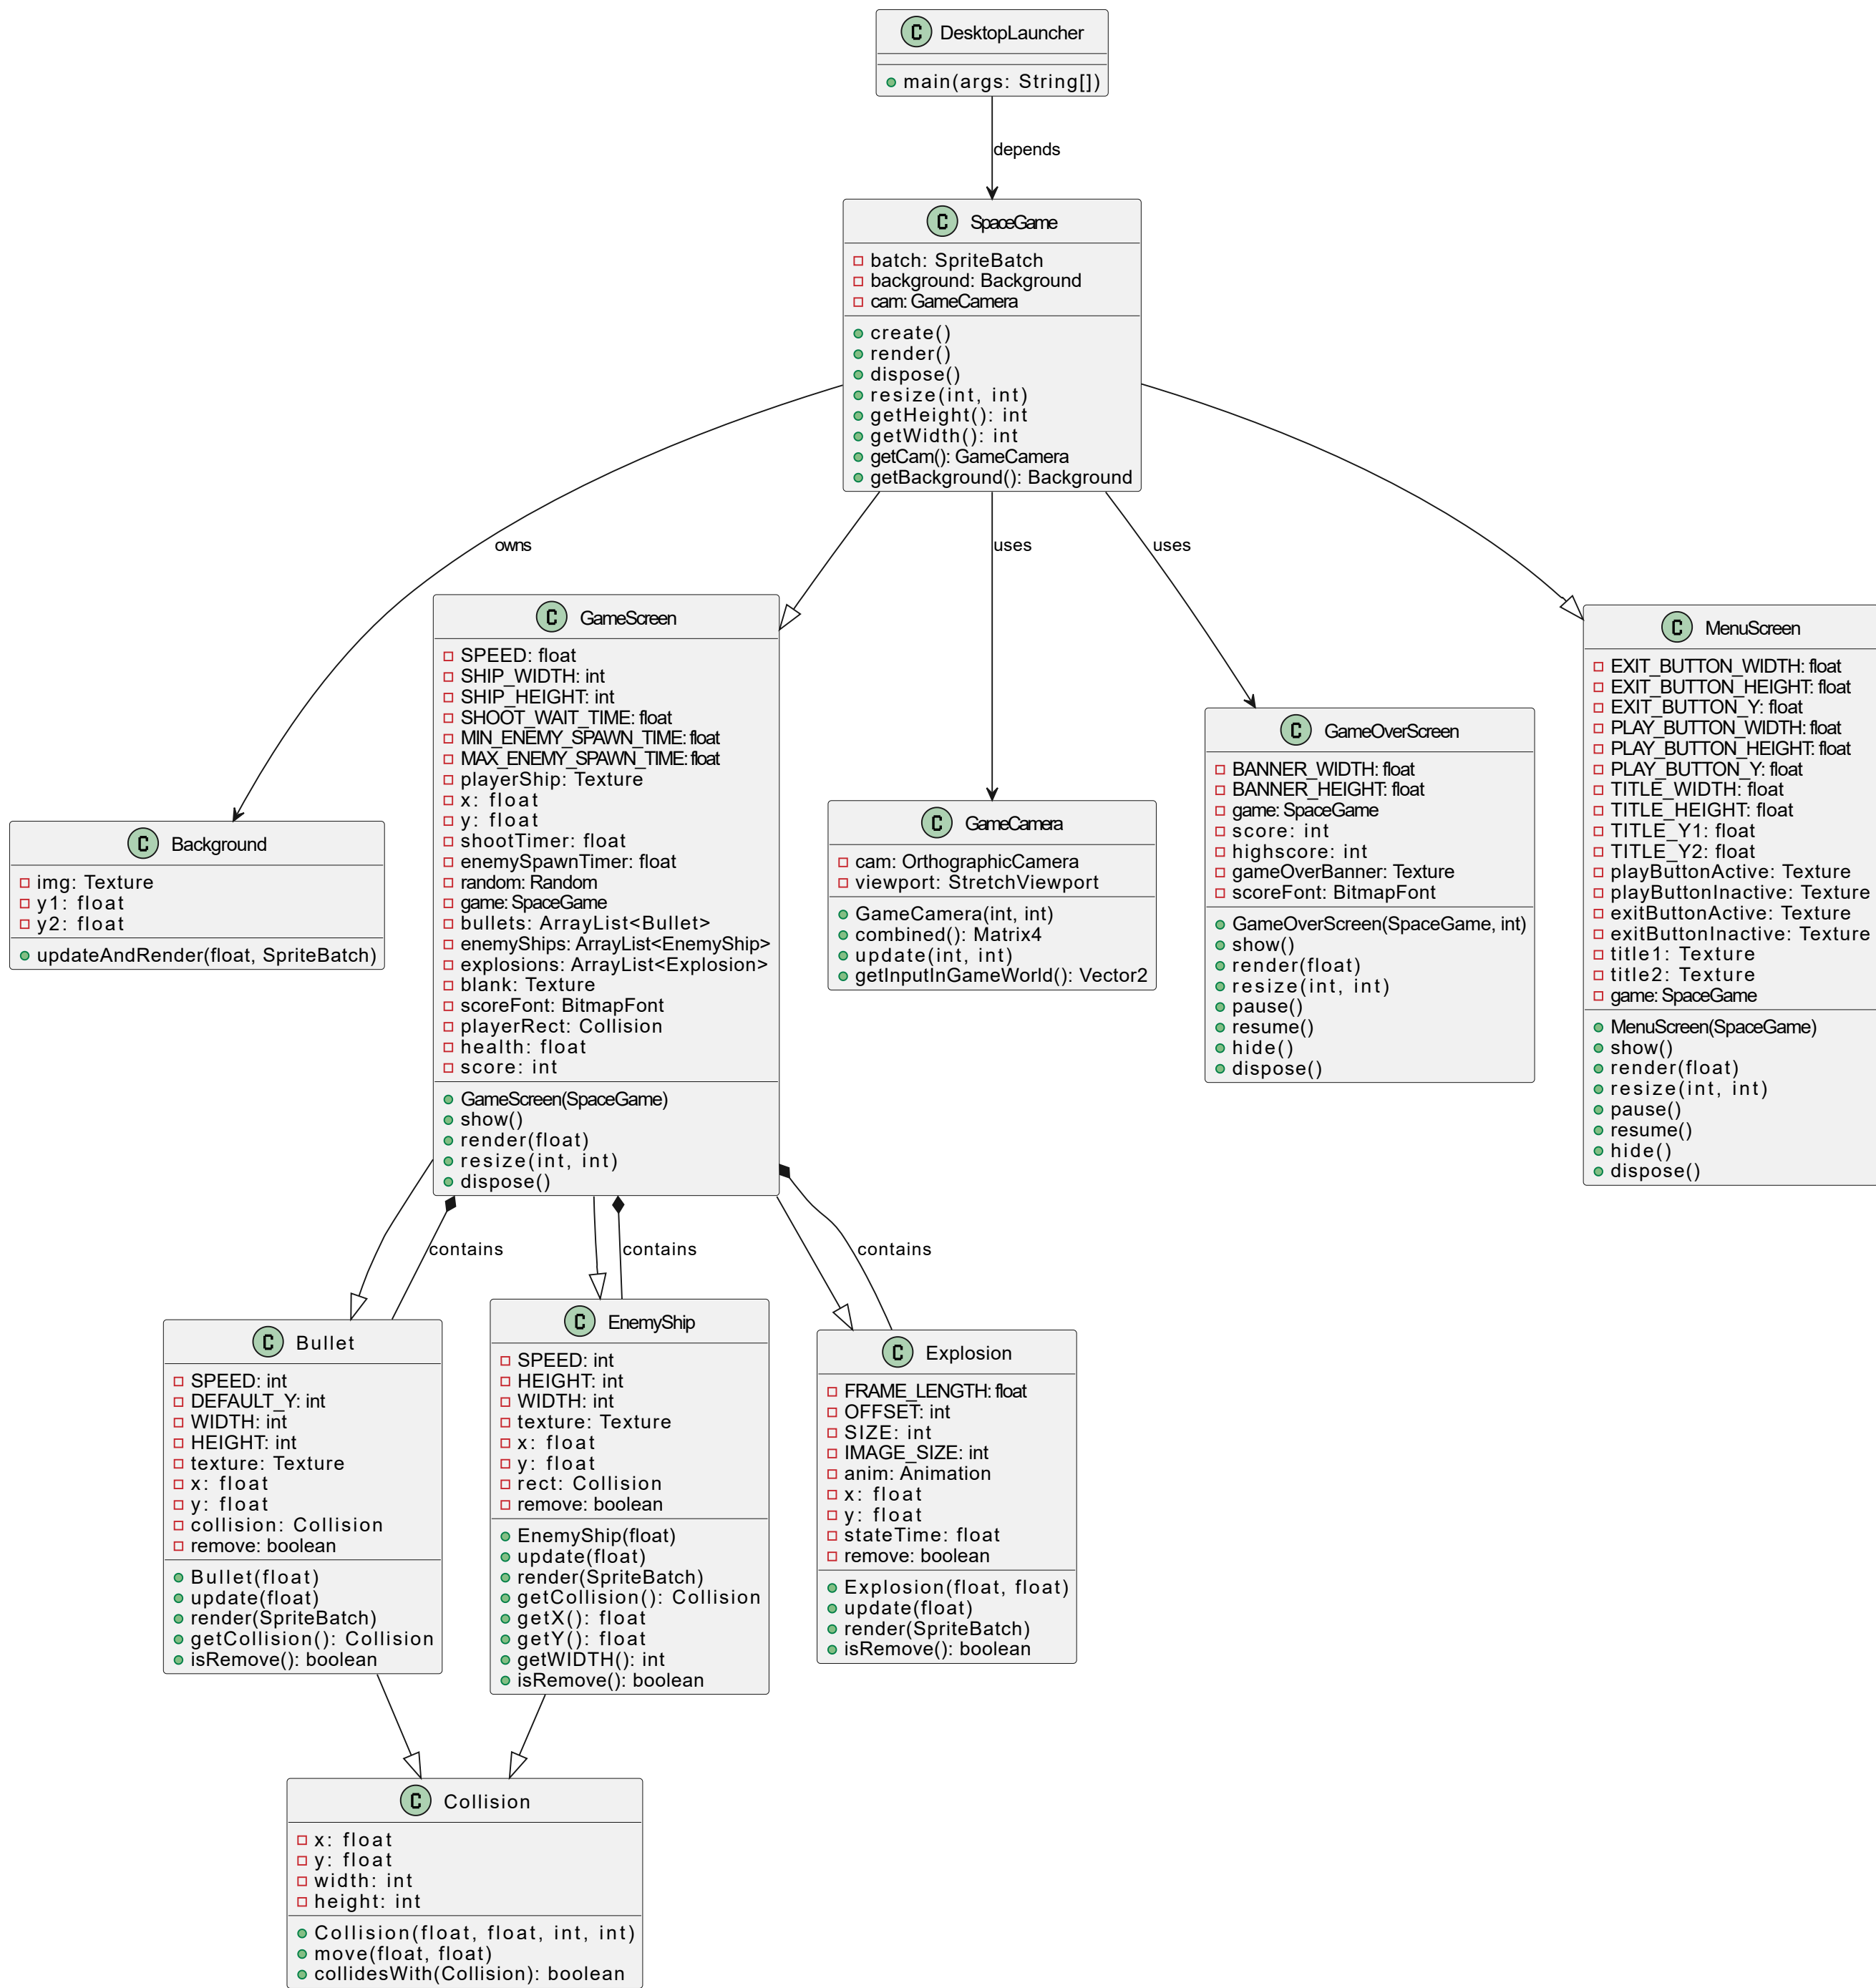 C DesktopLauncher
main(args: String[])
depends
C SpaceGame
batch: SpriteBatch
background: Background
cam: GameCamera
create()
render()
dispose()
resize(int, int)
getHeight(): int
getWidth(): int
getCam(): GameCamera
getBackground(): Background
owns
uses
uses
C Background
img: Texture
y1: float
y2: float
updateAndRender(float, SpriteBatch)
C GameScreen
SPEED: float
SHIP_WIDTH: int
SHIP_HEIGHT: int
SHOOT_WAIT_TIME: float
MIN_ENEMY_SPAWN_TIME: float
MAX_ENEMY_SPAWN_TIME: float
playerShip: Texture
x: float
y: float
shootTimer: float
enemySpawnTimer: float
random: Random
game: SpaceGame
bullets: ArrayList<Bullet>
enemyShips: ArrayList<EnemyShip>
explosions: ArrayList<Explosion>
blank: Texture
scoreFont: BitmapFont
playerRect: Collision
health: float
score: int
GameScreen(SpaceGame)
show()
render(float)
resize(int, int)
dispose()
C GameCamera
cam: OrthographicCamera
viewport: StretchViewport
GameCamera(int, int)
combined(): Matrix4
update(int, int)
getInputInGameWorld(): Vector2
C GameOverScreen
BANNER_WIDTH: float
BANNER_HEIGHT: float
game: SpaceGame
score: int
highscore: int
gameOverBanner: Texture
scoreFont: BitmapFont
GameOverScreen(SpaceGame, int)
show()
render(float)
resize(int, int)
pause()
resume()
hide()
dispose()
C MenuScreen
EXIT_BUTTON_WIDTH: float
EXIT_BUTTON_HEIGHT: float
EXIT_BUTTON_Y: float
PLAY_BUTTON_WIDTH: float
PLAY_BUTTON_HEIGHT: float
PLAY_BUTTON_Y: float
TITLE_WIDTH: float
TITLE_HEIGHT: float
TITLE_Y1: float
TITLE_Y2: float
playButtonActive: Texture
playButtonInactive: Texture
exitButtonActive: Texture
exitButtonInactive: Texture
title1: Texture
title2: Texture
game: SpaceGame
MenuScreen(SpaceGame)
show()
render(float)
resize(int, int)
pause()
resume()
hide()
dispose()
contains
contains
contains
C Bullet
SPEED: int
DEFAULT_Y: int
WIDTH: int
HEIGHT: int
texture: Texture
x: float
y: float
collision: Collision
remove: boolean
Bullet(float)
update(float)
render(SpriteBatch)
getCollision(): Collision
isRemove(): boolean
C EnemyShip
SPEED: int
HEIGHT: int
WIDTH: int
texture: Texture
x: float
y: float
rect: Collision
remove: boolean
EnemyShip(float)
update(float)
render(SpriteBatch)
getCollision(): Collision
getX(): float
getY(): float
getWIDTH(): int
isRemove(): boolean
C Explosion
FRAME_LENGTH: float
OFFSET: int
SIZE: int
IMAGE_SIZE: int
anim: Animation
x: float
y: float
stateTime: float
remove: boolean
Explosion(float, float)
update(float)
render(SpriteBatch)
isRemove(): boolean
C Collision
x: float
y: float
width: int
height: int
Collision(float, float, int, int)
move(float, float)
collidesWith(Collision): boolean